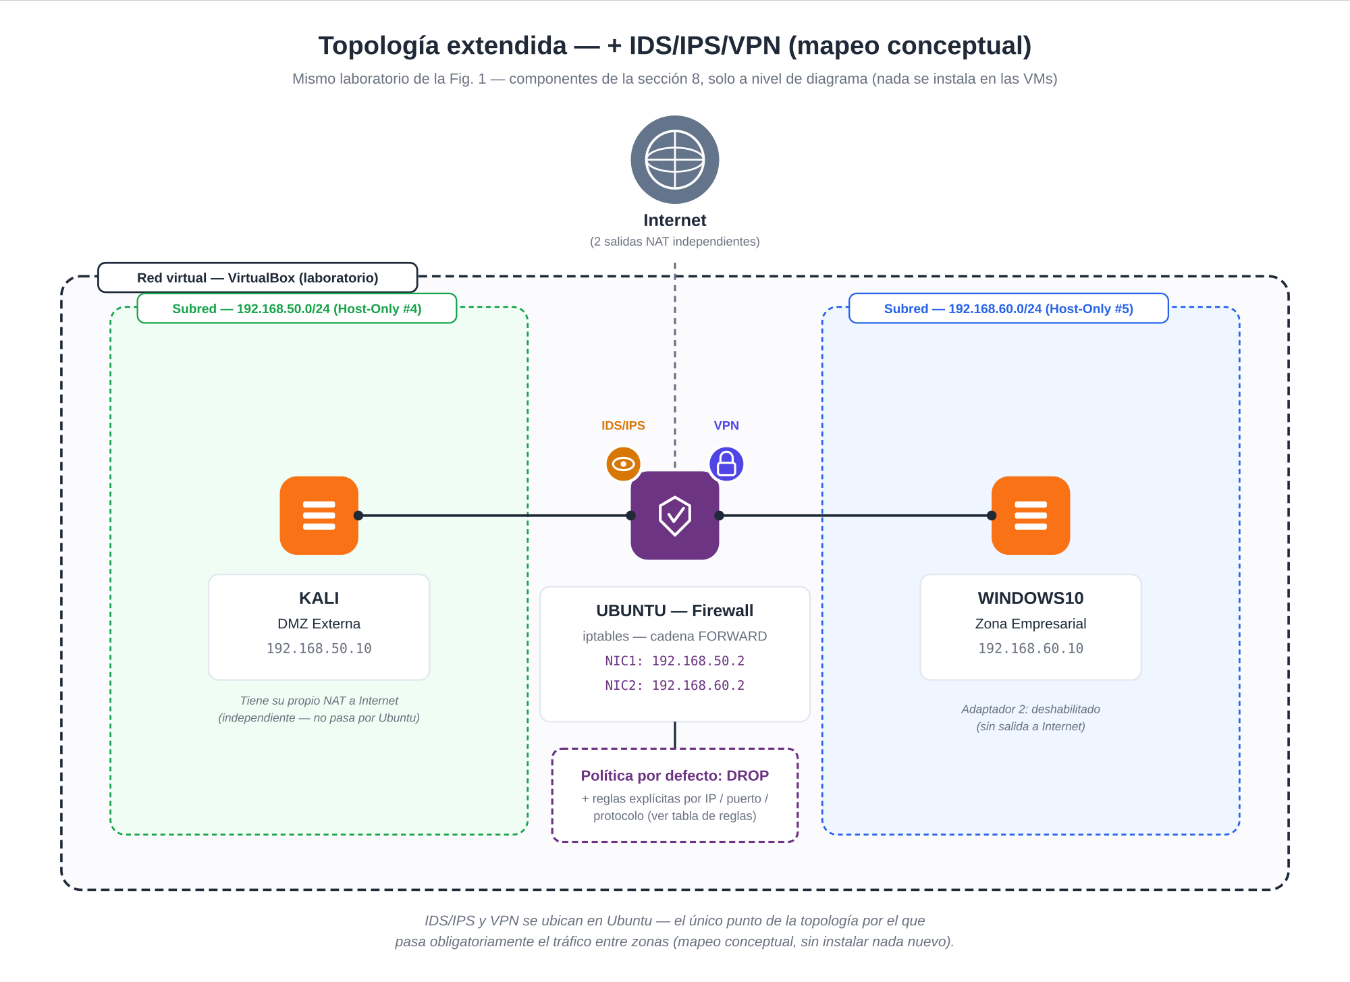 Topología extendida — + IDS/IPS/VPN (mapeo conceptual)
Mismo laboratorio de la Fig. 1 — componentes de la sección 8, solo a nivel de diagrama (nada se instala en las VMs)
Internet
(2 salidas NAT independientes)
Red virtual — VirtualBox (laboratorio)
Subred — 192.168.50.0/24 (Host-Only #4)
Subred — 192.168.60.0/24 (Host-Only #5)
IDS/IPS
VPN
KALI
DMZ Externa
192.168.50.10
Tiene su propio NAT a Internet
(independiente — no pasa por Ubuntu)
UBUNTU — Firewall
iptables — cadena FORWARD
NIC1: 192.168.50.2
NIC2: 192.168.60.2
WINDOWS10
Zona Empresarial
192.168.60.10
Adaptador 2: deshabilitado
(sin salida a Internet)
Política por defecto: DROP
+ reglas explícitas por IP / puerto /
protocolo (ver tabla de reglas)
IDS/IPS y VPN se ubican en Ubuntu — el único punto de la topología por el que
pasa obligatoriamente el tráfico entre zonas (mapeo conceptual, sin instalar nada nuevo).